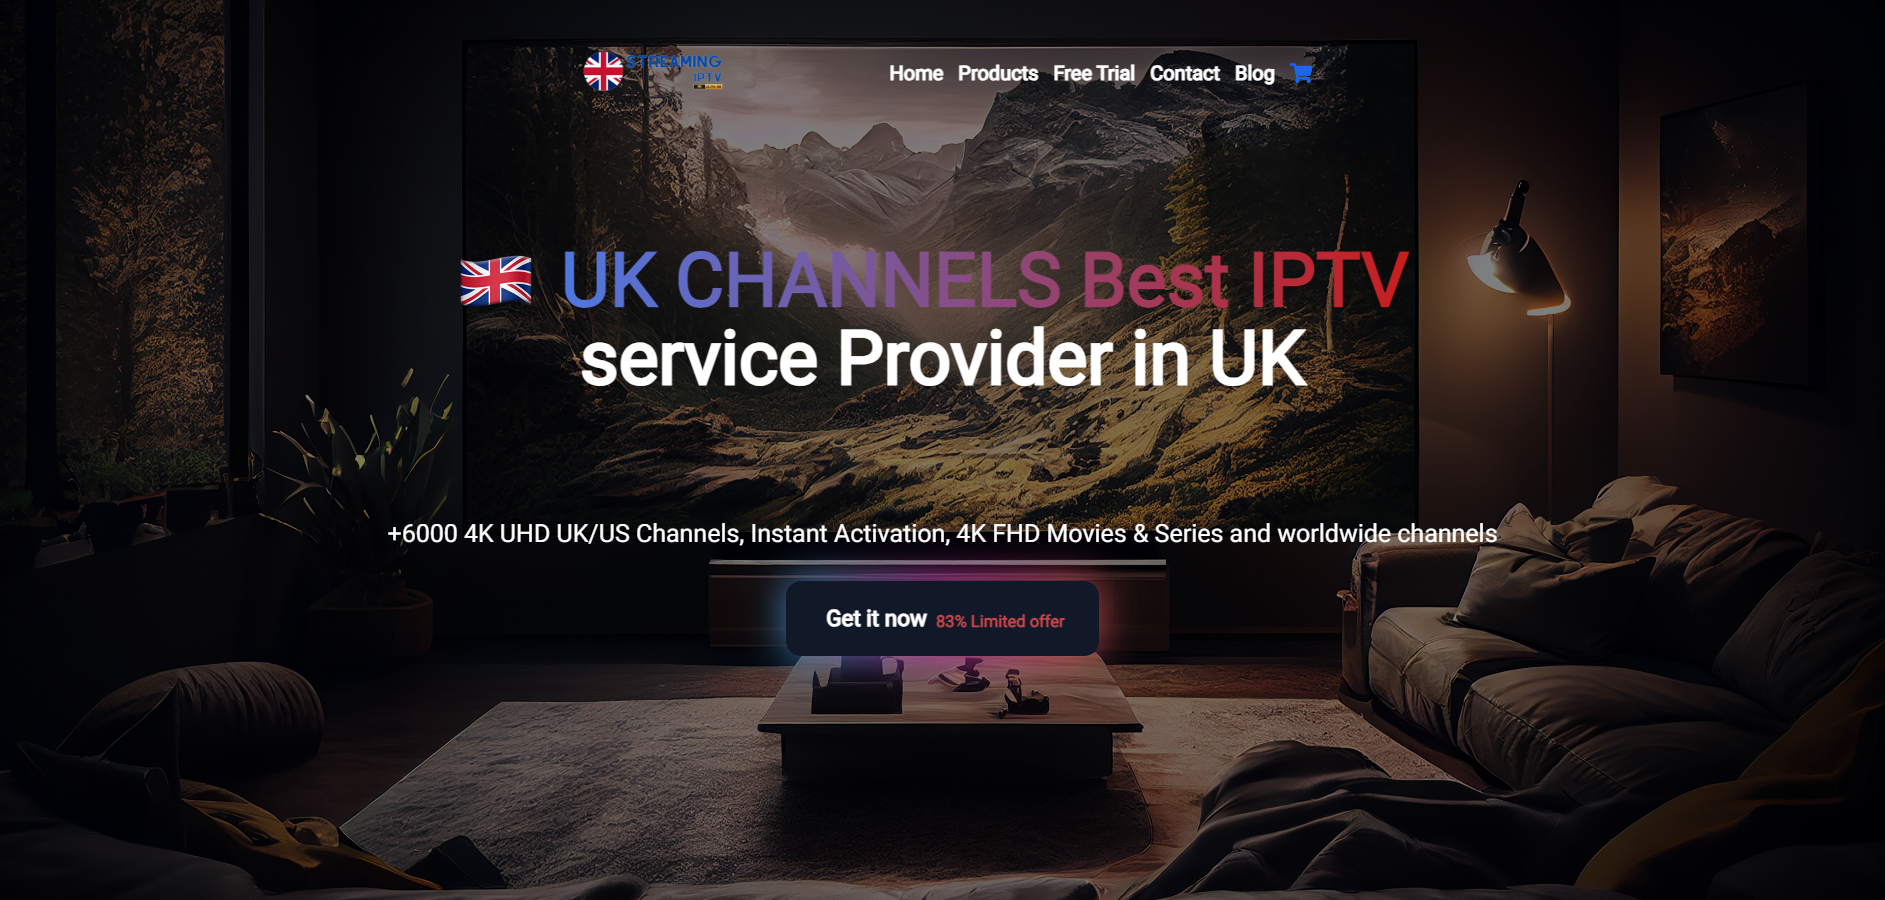 STREAMING
IPTV
Home Products Free Trial Contact Blog
🇬🇧 UK CHANNELS Best IPTV
service Provider in UK
+6000 4K UHD UK/US Channels, Instant Activation, 4K FHD Movies & Series and worldwide channels
Get it now 83% Limited offer